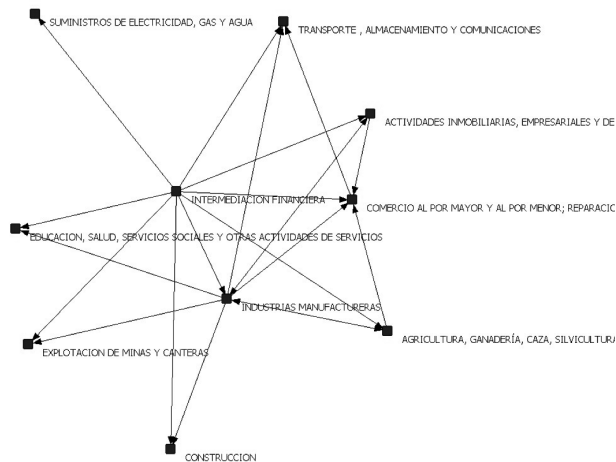 SUMINISTROS DE ELECTRICIDAD, GAS Y AGUA
TRANSPORTE , ALMACENAMIENTO Y COMUNICACIONES
ACTIVIDADES INMOBILIARIAS, EMPRESARIALES Y DE
INTERMEDIACION FINANCIERA
COMERCIO AL POR MAYOR Y AL POR MENOR; REPARACIO
EDUCACION, SALUD, SERVICIOS SOCIALES Y OTRAS ACTIVIDADES DE SERVICIOS
INDUSTRIAS MANUFACTURERAS
AGRICULTURA, GANADERÍA, CAZA, SILVICULTURA
EXPLOTACION DE MINAS Y CANTERAS
CONSTRUCCION